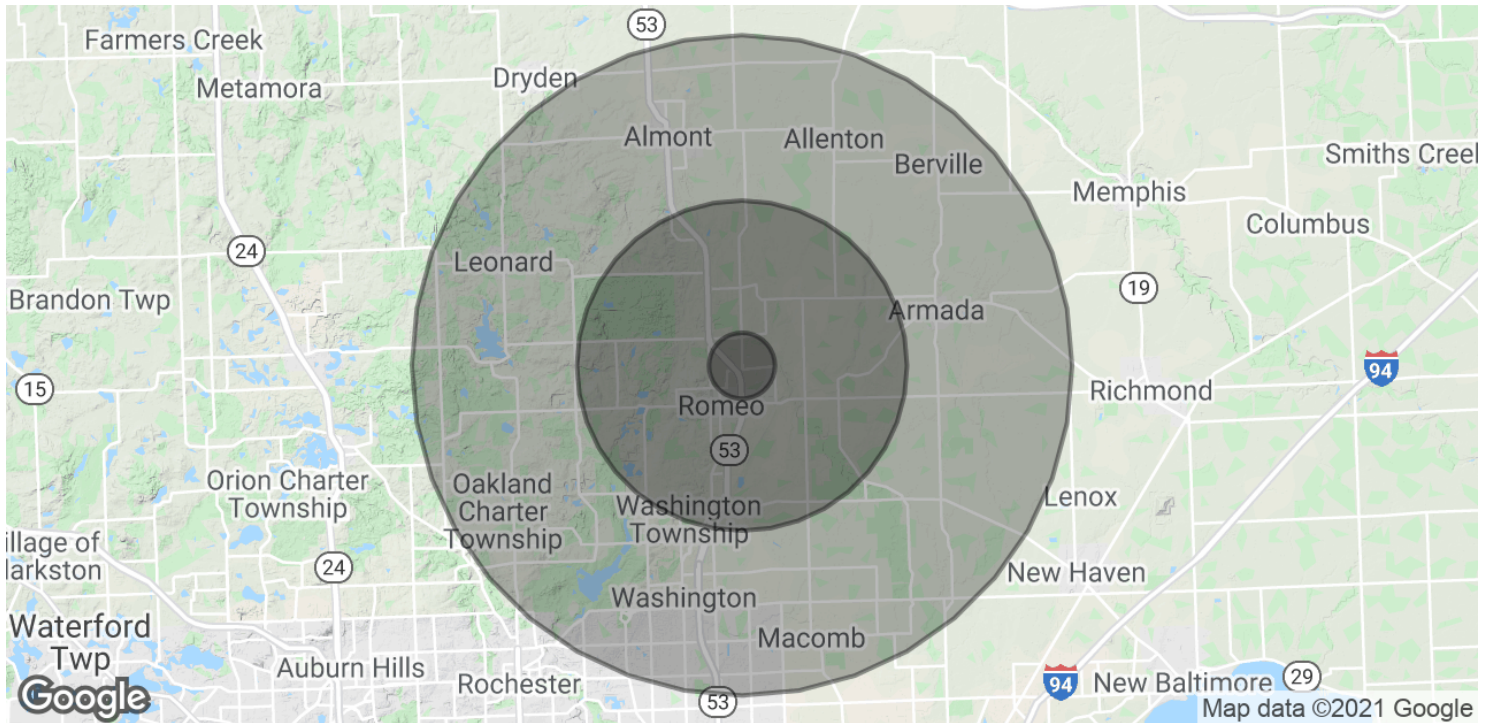 53
Farmers Creek
Dryden
Metamora
Almont
Allenton
Berville
Smiths Creek
Memphis
Columbus
24
Leonard
19
Brandon Twp
Armada
94
15
Richmond
Romeo
53
Orion Charter
Township
Oakland
Charter
Township
Washington
Township
Lenox
illage of
larkston
24
New Haven
Washington
Waterford
Twp
Macomb
Auburn Hills
Rochester
53
94
New Baltimore
29
Google
Map data ©2021 Google